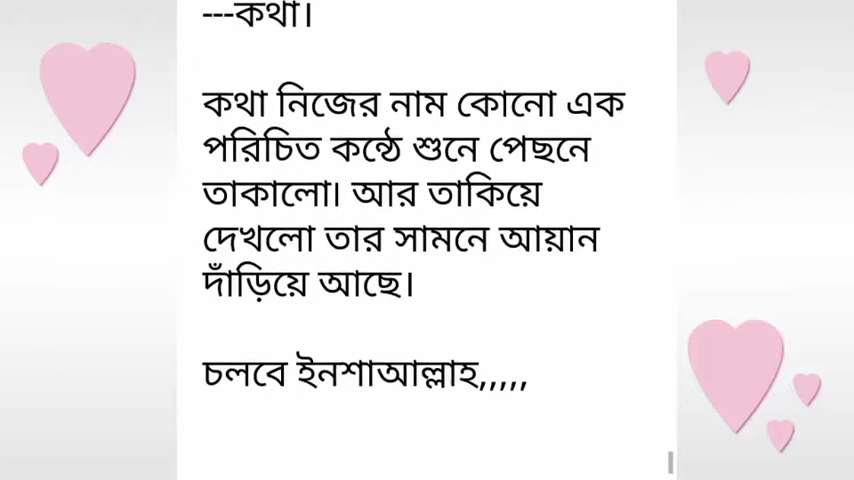 ---কথা।
কথা নিজের নাম কোনো এক
পরিচিত কন্ঠে শুনে পেছনে
তাকালো। আর তাকিয়ে
দেখলো তার সামনে আয়ান
দাঁড়িয়ে আছে।
চলবে ইনশাআল্লাহ,,,,,